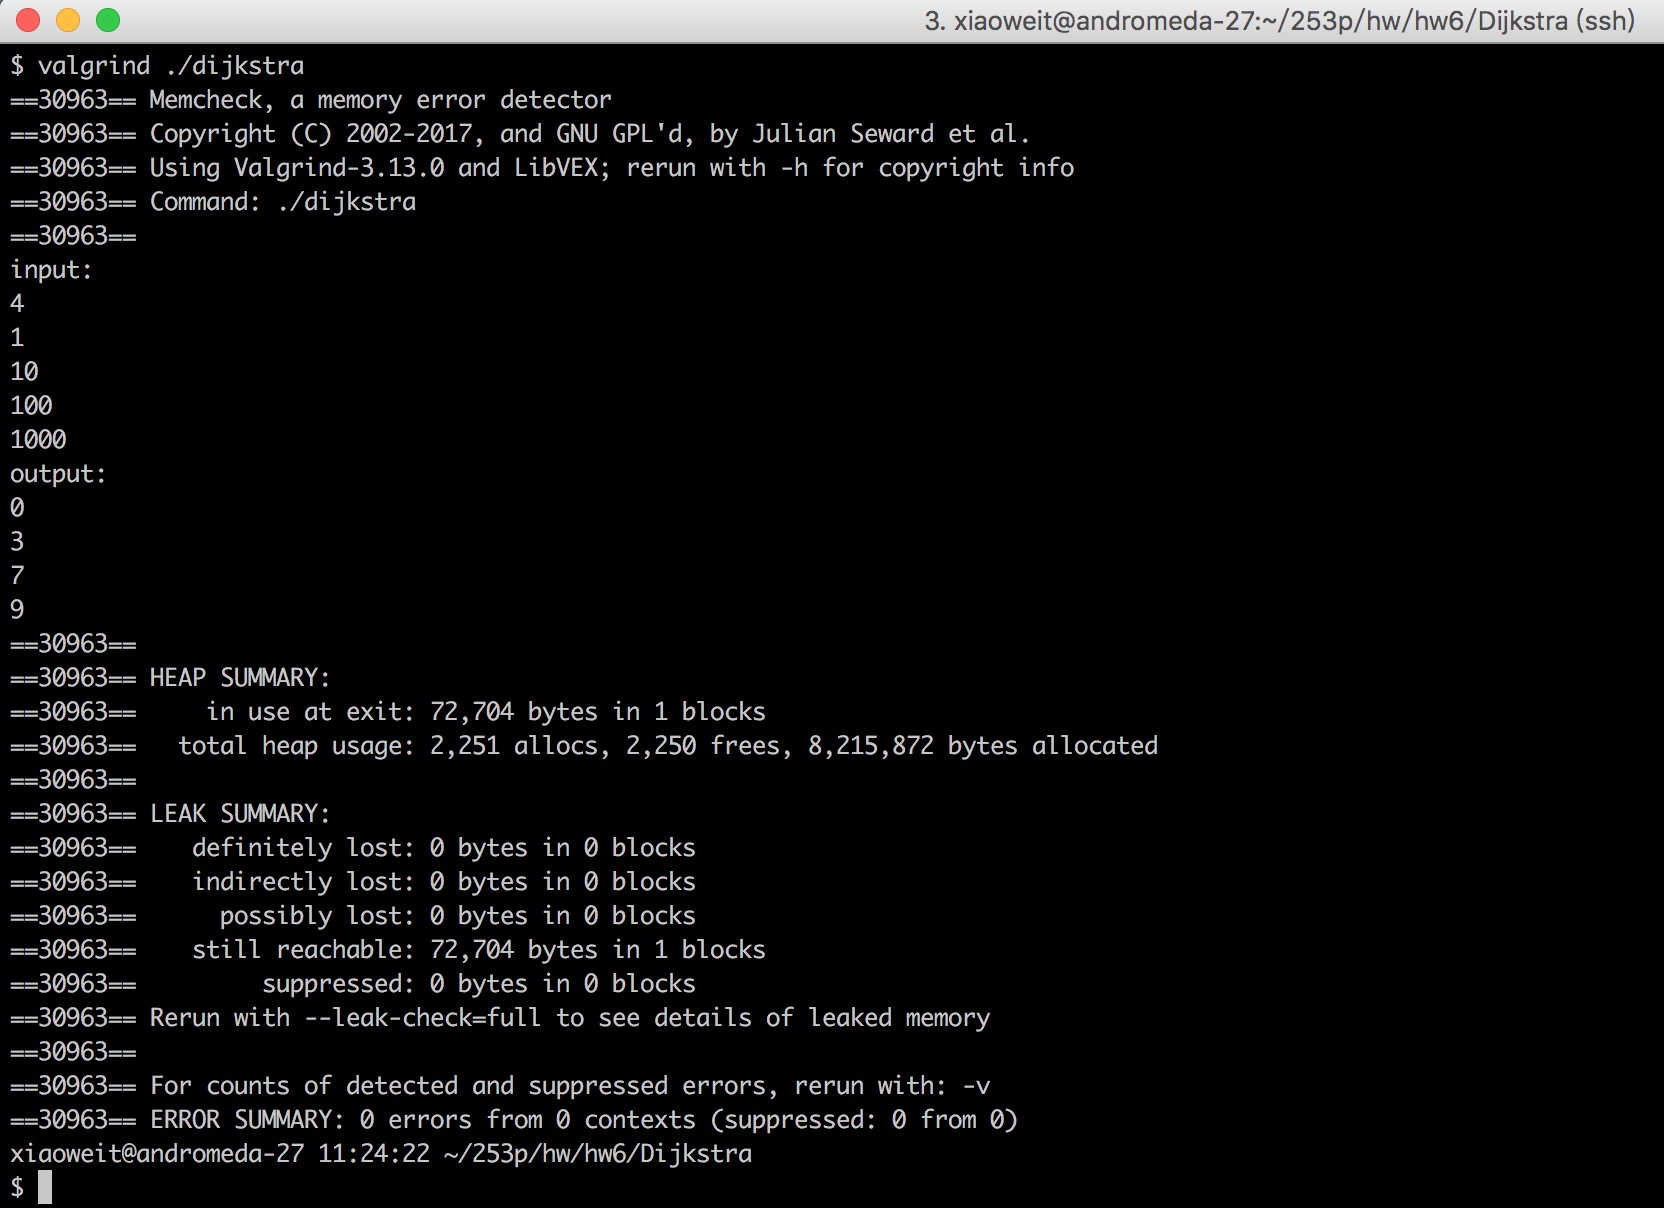 3. xiaoweit@andromeda-27:~/253p/hw/hw6/Dijkstra (ssh)
$ valgrind ./dijkstra
==30963== Memcheck, a memory error detector
==30963== Copyright (C) 2002-2017, and GNU GPL'd, by Julian Seward et al.
==30963== Using Valgrind-3.13.0 and LibVEX; rerun with -h for copyright info
==30963== Command: ./dijkstra
==30963==
input:
4
1
10
100
1000
output:
0
3
7
9
==30963==
==30963== HEAP SUMMARY:
==30963==     in use at exit: 72,704 bytes in 1 blocks
==30963==   total heap usage: 2,251 allocs, 2,250 frees, 8,215,872 bytes allocated
==30963==
==30963== LEAK SUMMARY:
==30963==    definitely lost: 0 bytes in 0 blocks
==30963==    indirectly lost: 0 bytes in 0 blocks
==30963==      possibly lost: 0 bytes in 0 blocks
==30963==    still reachable: 72,704 bytes in 1 blocks
==30963==         suppressed: 0 bytes in 0 blocks
==30963== Rerun with --leak-check=full to see details of leaked memory
==30963==
==30963== For counts of detected and suppressed errors, rerun with: -v
==30963== ERROR SUMMARY: 0 errors from 0 contexts (suppressed: 0 from 0)
xiaoweit@andromeda-27 11:24:22 ~/253p/hw/hw6/Dijkstra
$